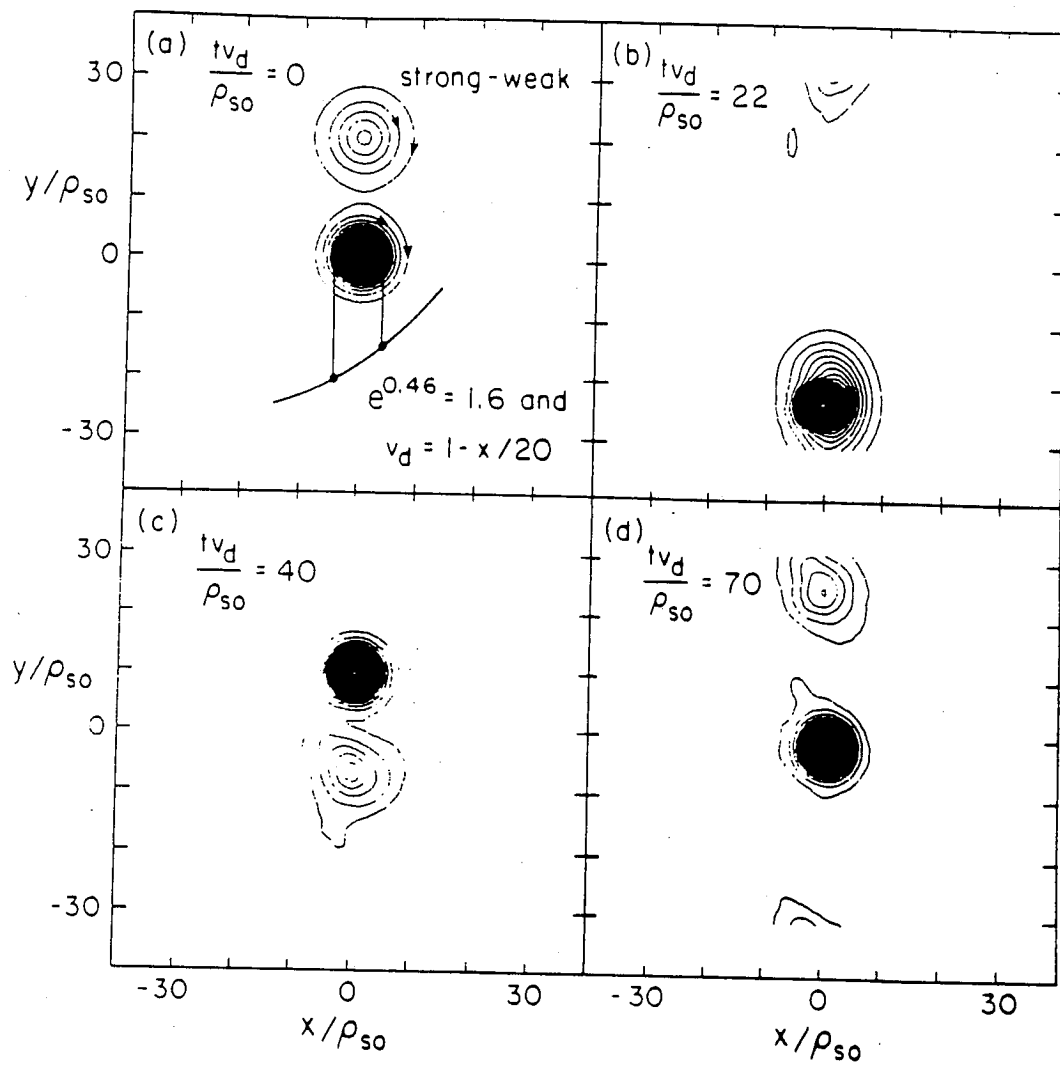 (a) tv_d/ρ_so = 0
strong-weak
30
y/ρ_so
0
-30
e^0.46 = 1.6 and
v_d = 1 - x/20
(b) tv_d/ρ_so = 22
(c) tv_d/ρ_so = 40
30
y/ρ_so
0
-30
-30 0 30
x/ρ_so
(d) tv_d/ρ_so = 70
-30 0 30
x/ρ_so